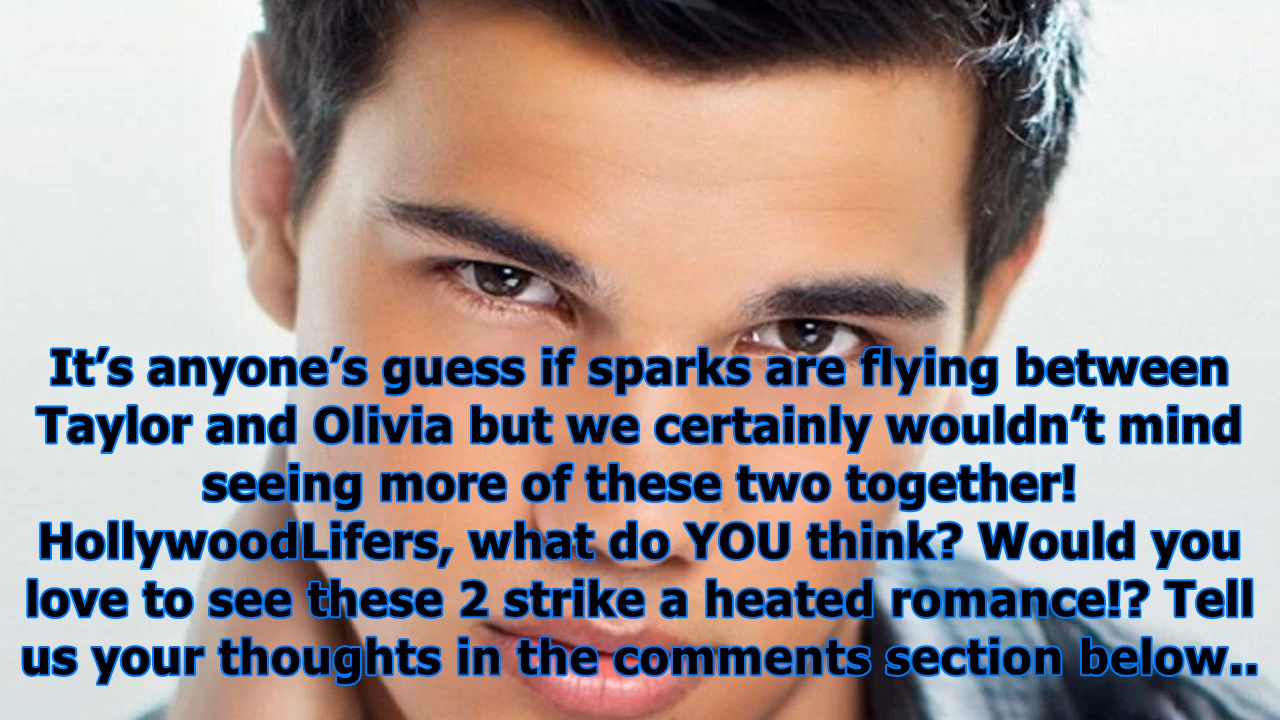 It’s anyone’s guess if sparks are flying between
Taylor and Olivia but we certainly wouldn’t mind
seeing more of these two together!
HollywoodLifers, what do YOU think? Would you
love to see these 2 strike a heated romance!? Tell
us your thoughts in the comments section below..